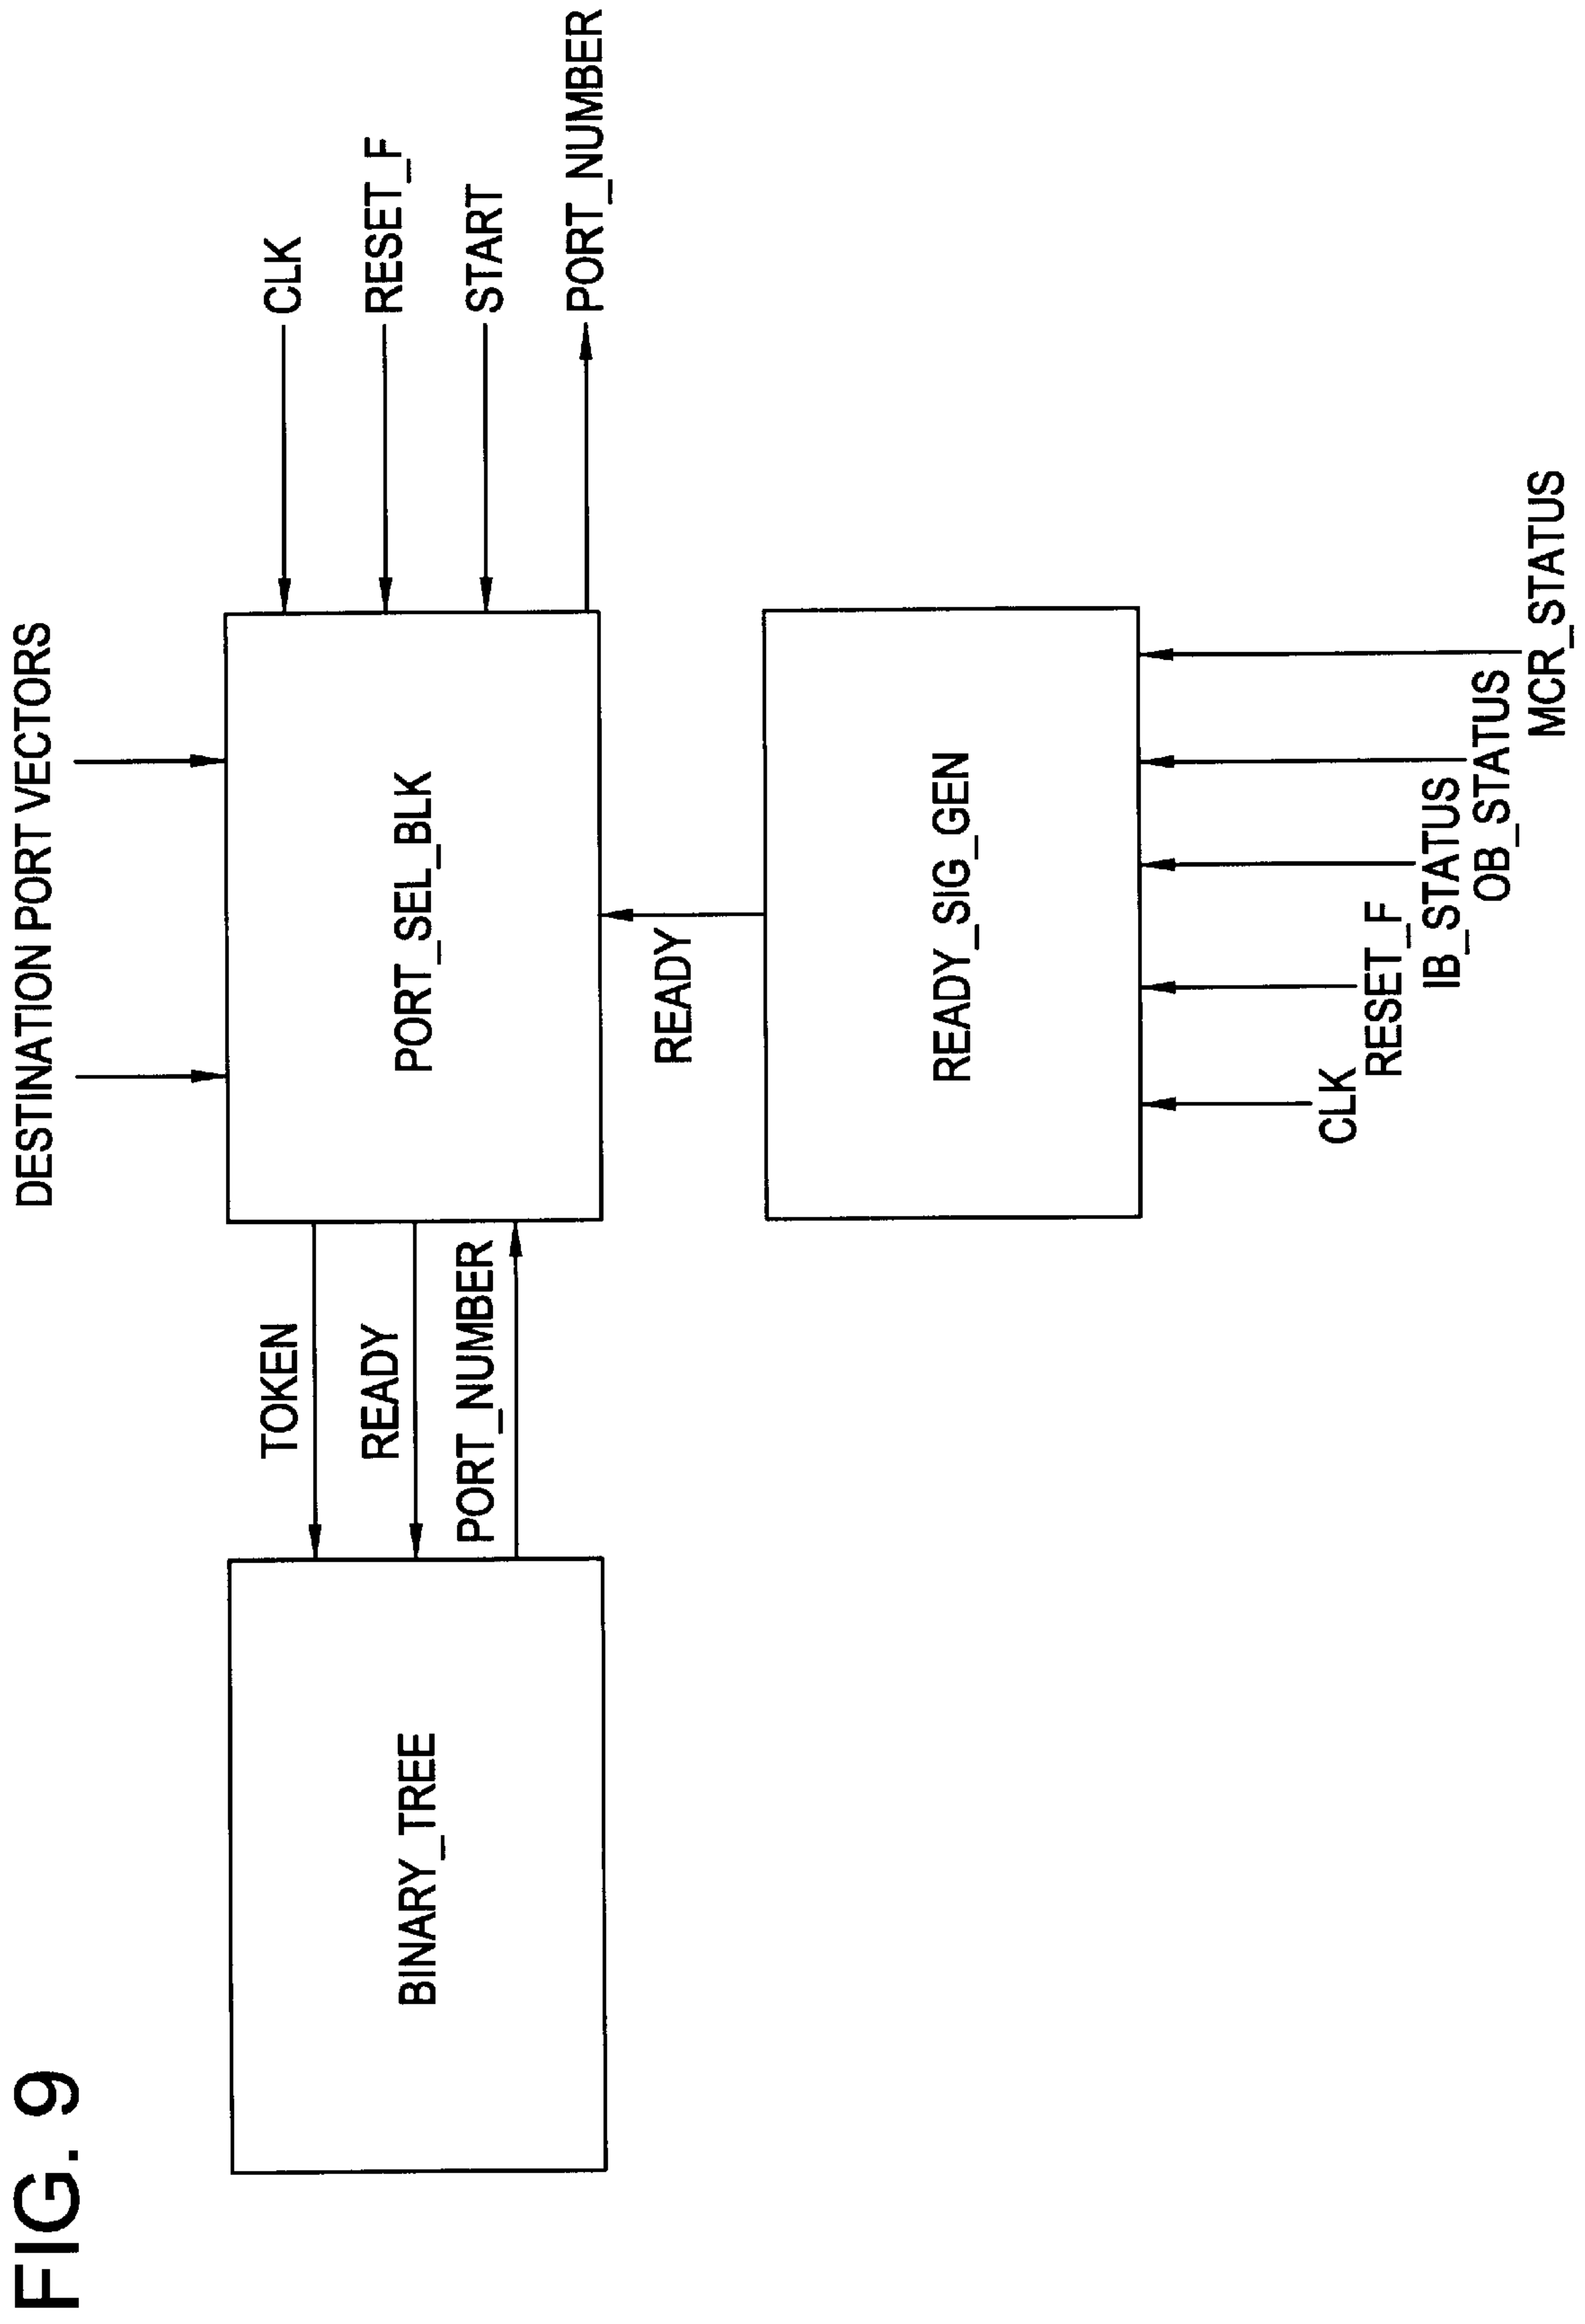 FIG. 9
DESTINATION PORT VECTORS
BINARY_TREE
TOKEN
READY
PORT_NUMBER
PORT_SEL_BLK
CLK
RESET_F
START
PORT_NUMBER
READY
READY_SIG_GEN
CLK
RESET_F
IB_STATUS
OB_STATUS
MCR_STATUS